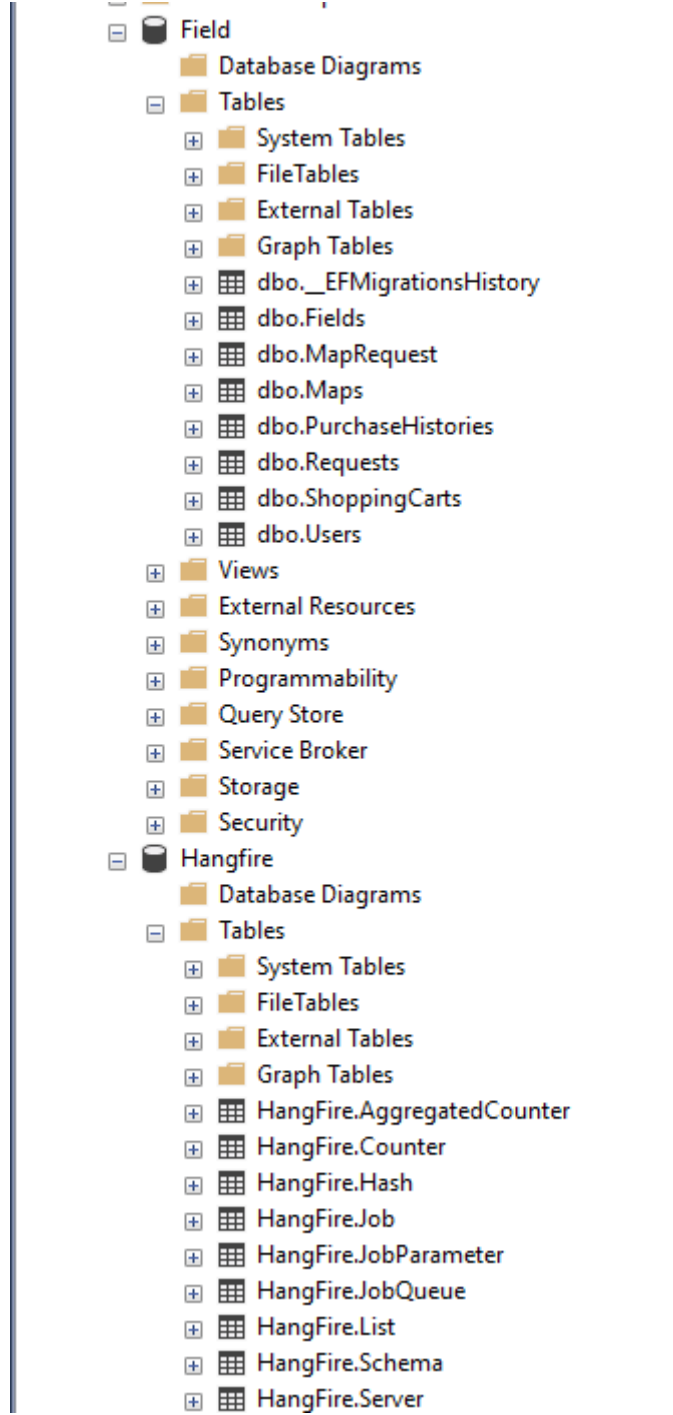 Field
Database Diagrams
Tables
System Tables
FileTables
External Tables
Graph Tables
dbo.__EFMigrationsHistory
dbo.Fields
dbo.MapRequest
dbo.Maps
dbo.PurchaseHistories
dbo.Requests
dbo.ShoppingCarts
dbo.Users
Views
External Resources
Synonyms
Programmability
Query Store
Service Broker
Storage
Security
Hangfire
Database Diagrams
Tables
System Tables
FileTables
External Tables
Graph Tables
HangFire.AggregatedCounter
HangFire.Counter
HangFire.Hash
HangFire.Job
HangFire.JobParameter
HangFire.JobQueue
HangFire.List
HangFire.Schema
HangFire.Server